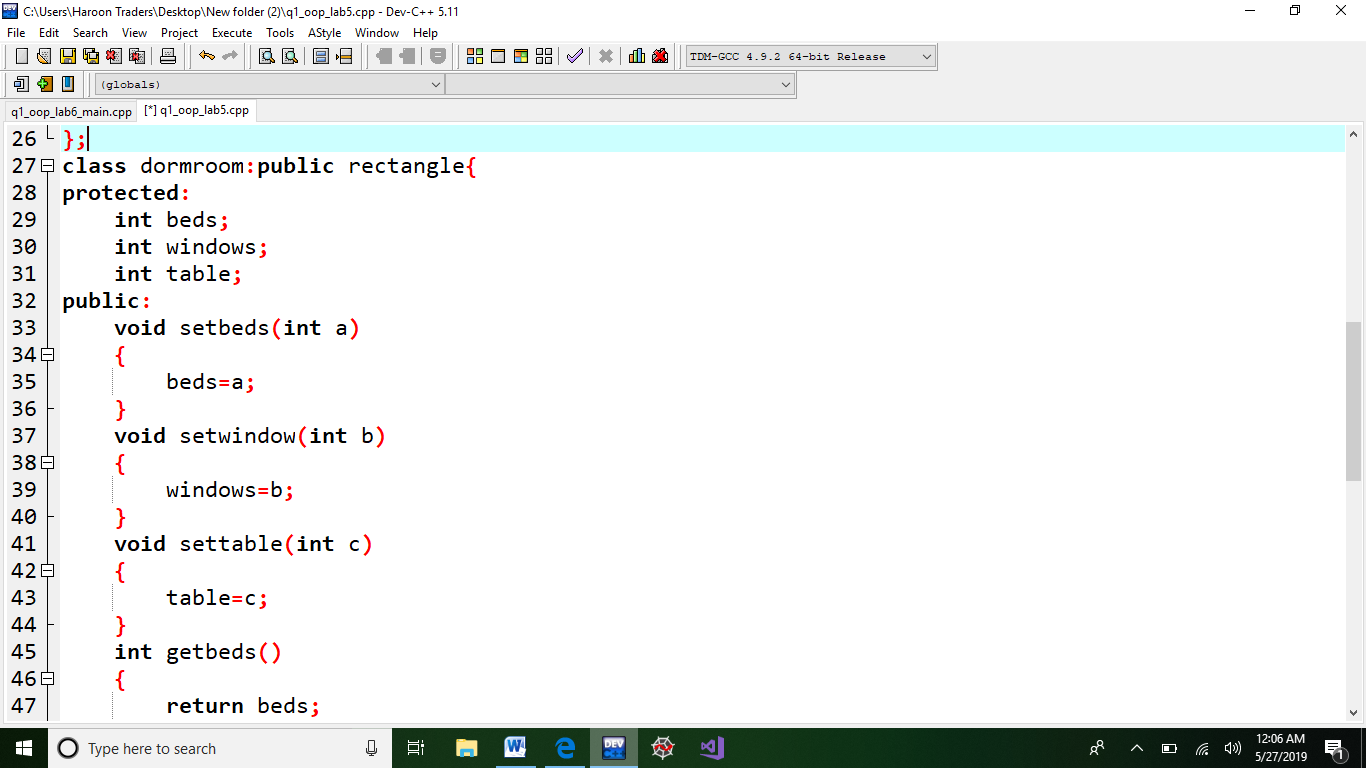 C:\Users\Haroon Traders\Desktop\New folder (2)\q1_oop_lab5.cpp - Dev-C++ 5.11
File Edit Search View Project Execute Tools AStyle Window Help
TDM-GCC 4.9.2 64-bit Release
(globals)
q1_oop_lab6_main.cpp [*] q1_oop_lab5.cpp
26 };
27 class dormroom:public rectangle{
28 protected:
29     int beds;
30     int windows;
31     int table;
32 public:
33     void setbeds(int a)
34     {
35         beds=a;
36     }
37     void setwindow(int b)
38     {
39         windows=b;
40     }
41     void settable(int c)
42     {
43         table=c;
44     }
45     int getbeds()
46     {
47         return beds;
Type here to search
DEV
12:06 AM
5/27/2019
1